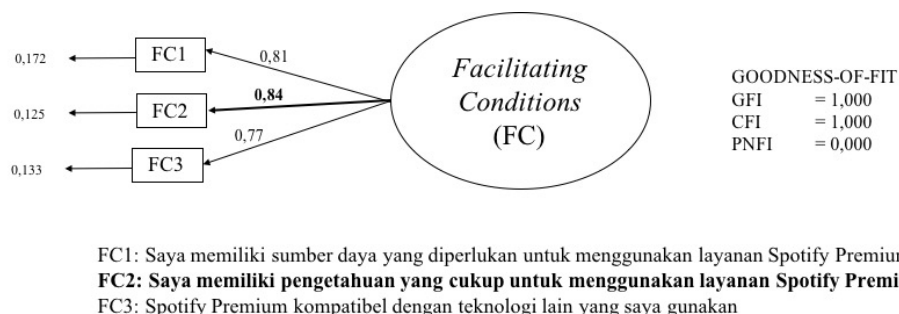 0,172
FC1
0,81
0,125
FC2
0,84
0,133
FC3
0,77
Facilitating
Conditions
(FC)
GOODNESS-OF-FIT
GFI = 1,000
CFI = 1,000
PNFI = 0,000
FC1: Saya memiliki sumber daya yang diperlukan untuk menggunakan layanan Spotify Premiu
FC2: Saya memiliki pengetahuan yang cukup untuk menggunakan layanan Spotify Premi
FC3: Spotify Premium kompatibel dengan teknologi lain yang saya gunakan